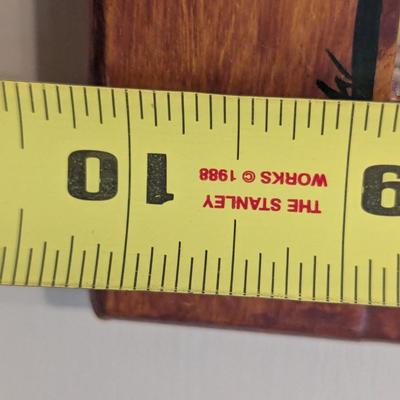 9
THE STANLEY
WORKS © 1988
10